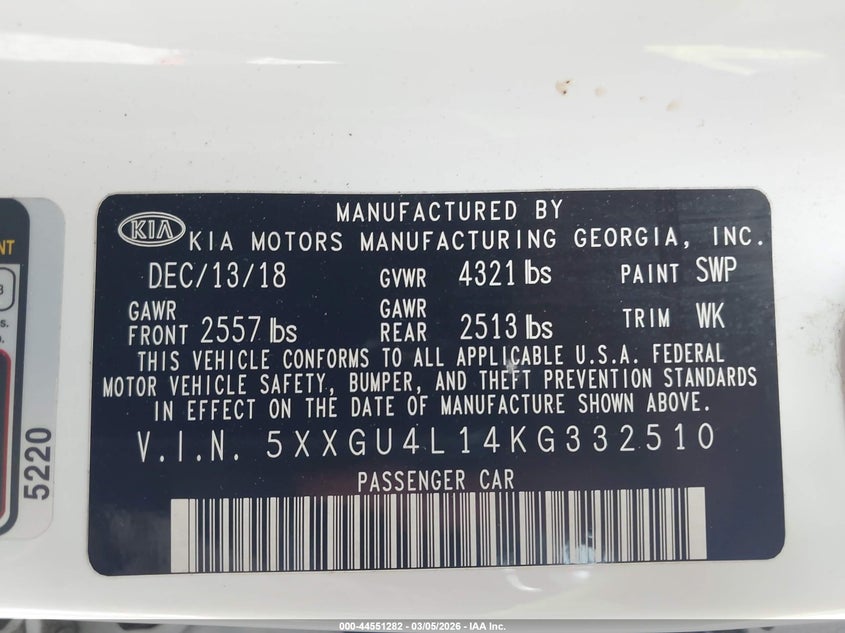 MANUFACTURED BY
KIA KIA MOTORS MANUFACTURING GEORGIA, INC.
DEC/13/18 GVWR 4321 lbs PAINT SWP
GAWR FRONT 2557 lbs GAWR REAR 2513 lbs TRIM WK
THIS VEHICLE CONFORMS TO ALL APPLICABLE U.S.A. FEDERAL
MOTOR VEHICLE SAFETY, BUMPER, AND THEFT PREVENTION STANDARDS
IN EFFECT ON THE DATE OF MANUFACTURE SHOWN ABOVE.
V.I.N. 5XXGU4L14KG332510
PASSENGER CAR
5220
000-44551282 - 03/05/2026 - IAA Inc.